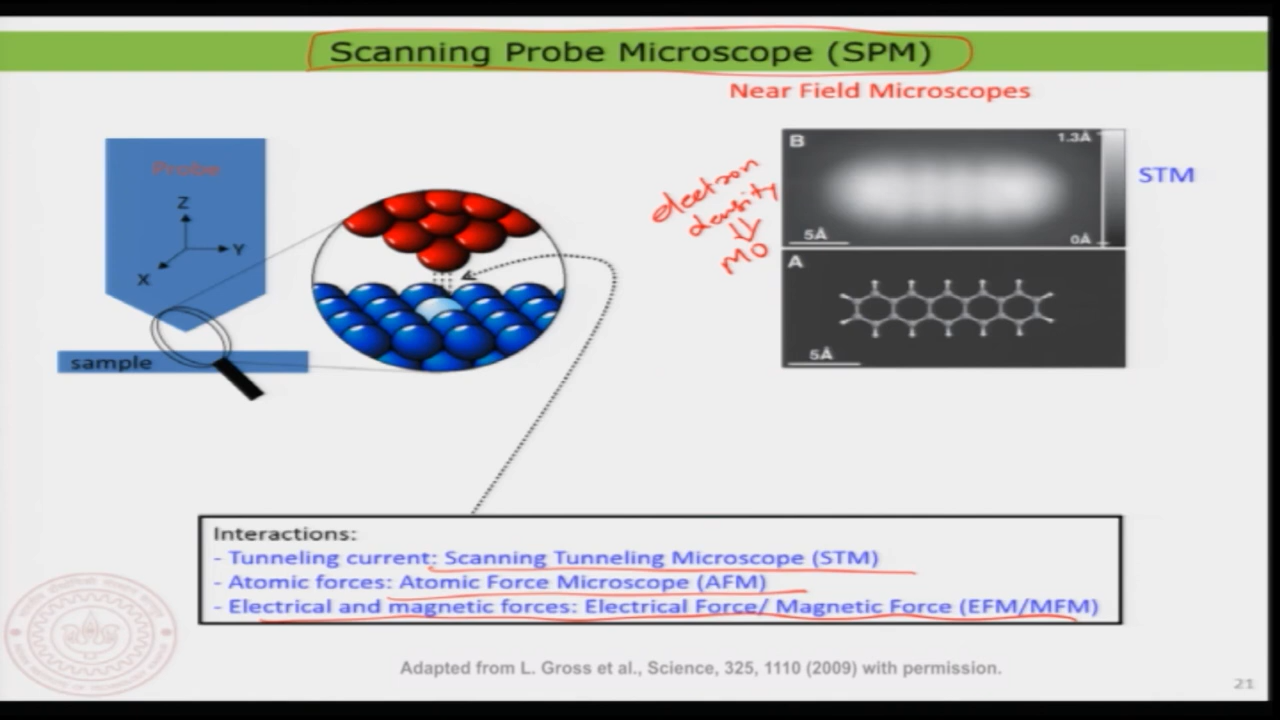 Scanning Probe Microscope (SPM)
Near Field Microscopes
Probe
Z
Y
X
sample
electron
density
MO
B
1.3Å
5Å
0Å
STM
A
5Å
Interactions:
- Tunneling current: Scanning Tunneling Microscope (STM)
- Atomic forces: Atomic Force Microscope (AFM)
- Electrical and magnetic forces: Electrical Force/ Magnetic Force (EFM/MFM)
Adapted from L. Gross et al., Science, 325, 1110 (2009) with permission.
21